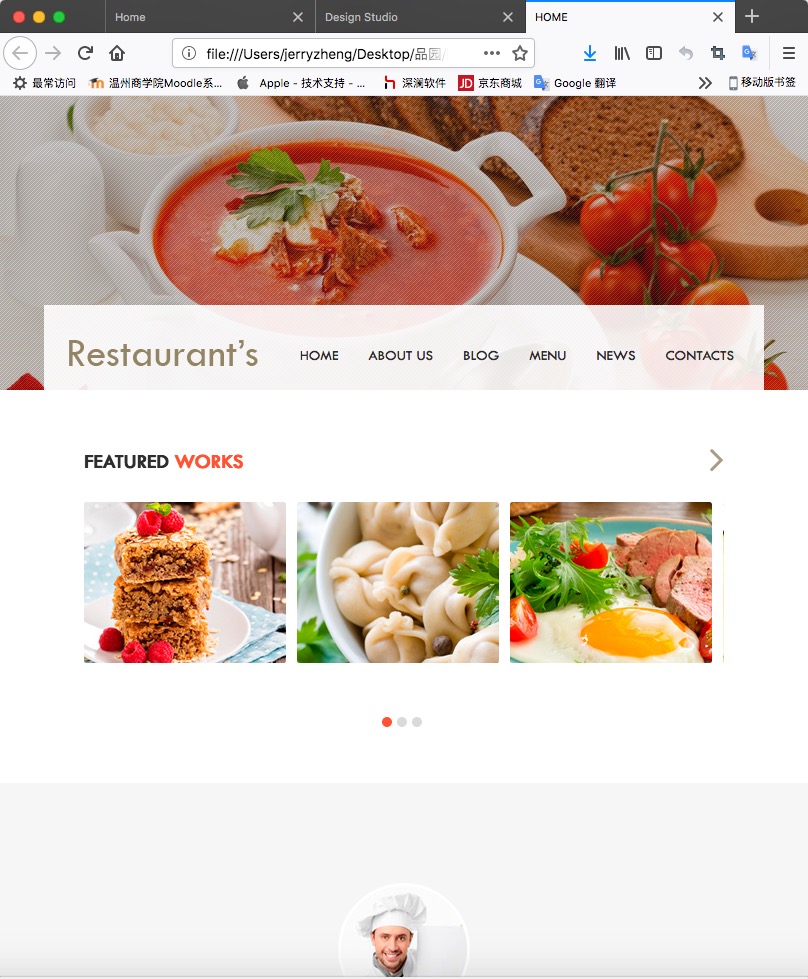 Home
Design Studio
HOME
file:///Users/jerryzheng/Desktop/品园/
最常访问
温州商学院Moodle系...
Apple - 技术支持 - ...
深澜软件
JD 京东商城
Google 翻译
移动版书签
Restaurant's
HOME
ABOUT US
BLOG
MENU
NEWS
CONTACTS
FEATURED WORKS